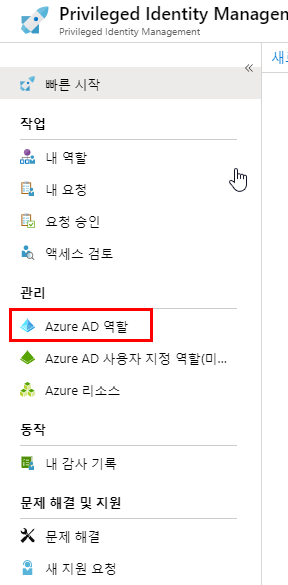 Privileged Identity Managen
Privileged Identity Management
새로
빠른 시작
작업
내 역할
내 요청
요청 승인
액세스 검토
관리
Azure AD 역할
Azure AD 사용자 지정 역할(미...
Azure 리소스
동작
내 감사 기록
문제 해결 및 지원
문제 해결
새 지원 요청